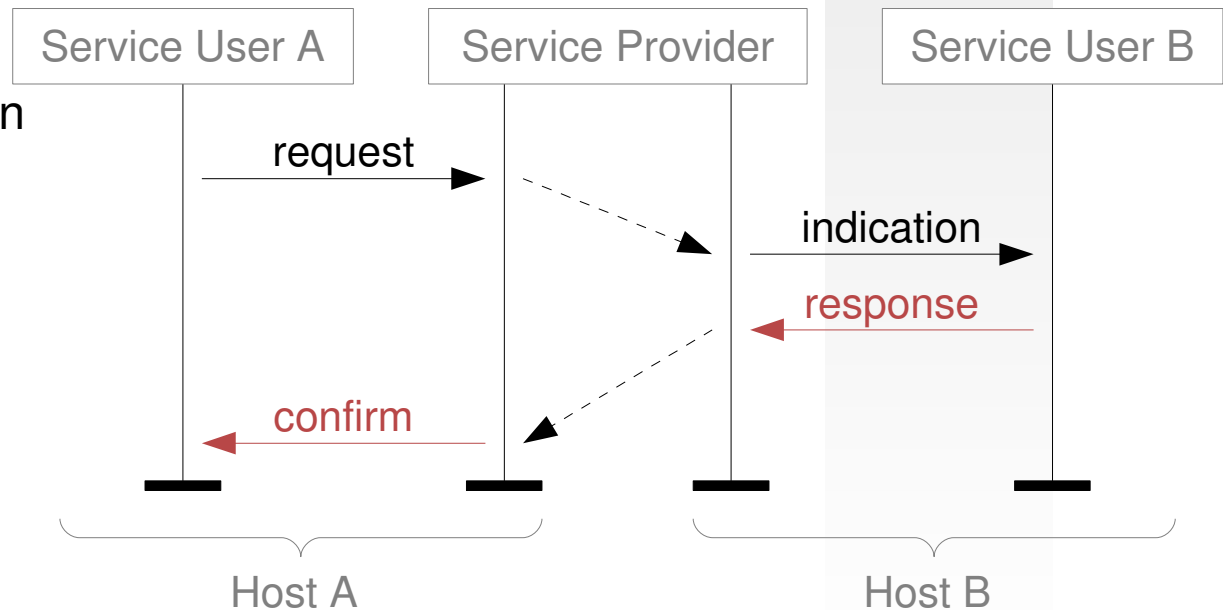 Service User A
Service Provider
Service User B
n
request
indication
response
confirm
Host A
Host B